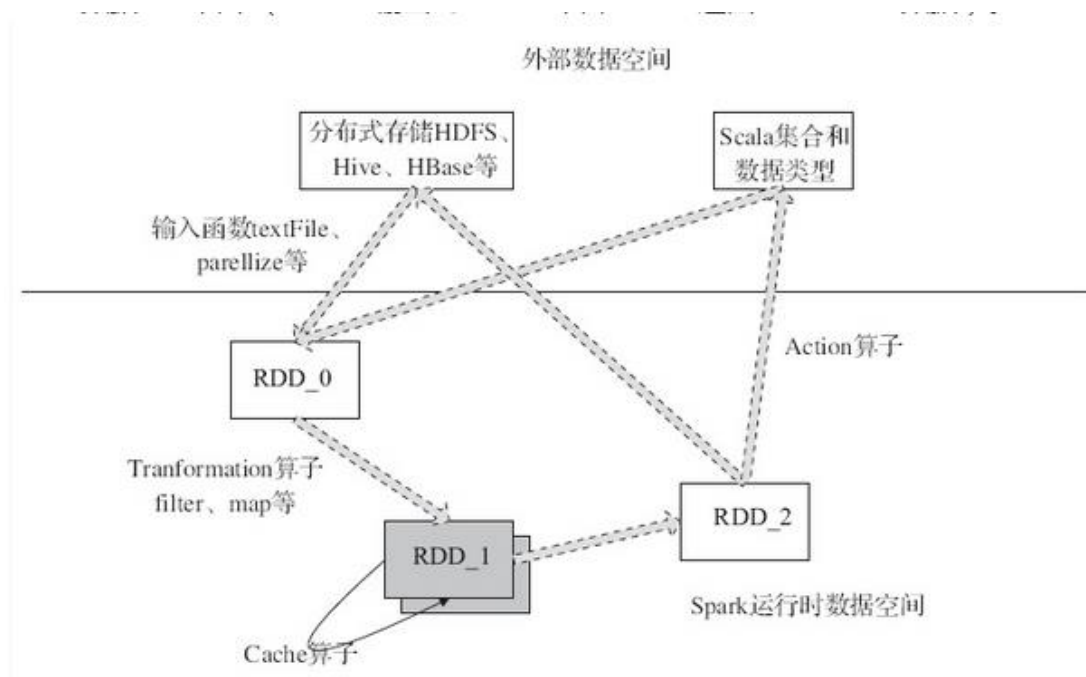 外部数据空间
分布式存储HDFS、
Hive、HBase等
Scala集合和
数据类型
输入函数textFile、
parellize等
RDD_0
Action算子
Tranformation算子
filter、map等
RDD_2
RDD_1
Spark运行时数据空间
Cache算子